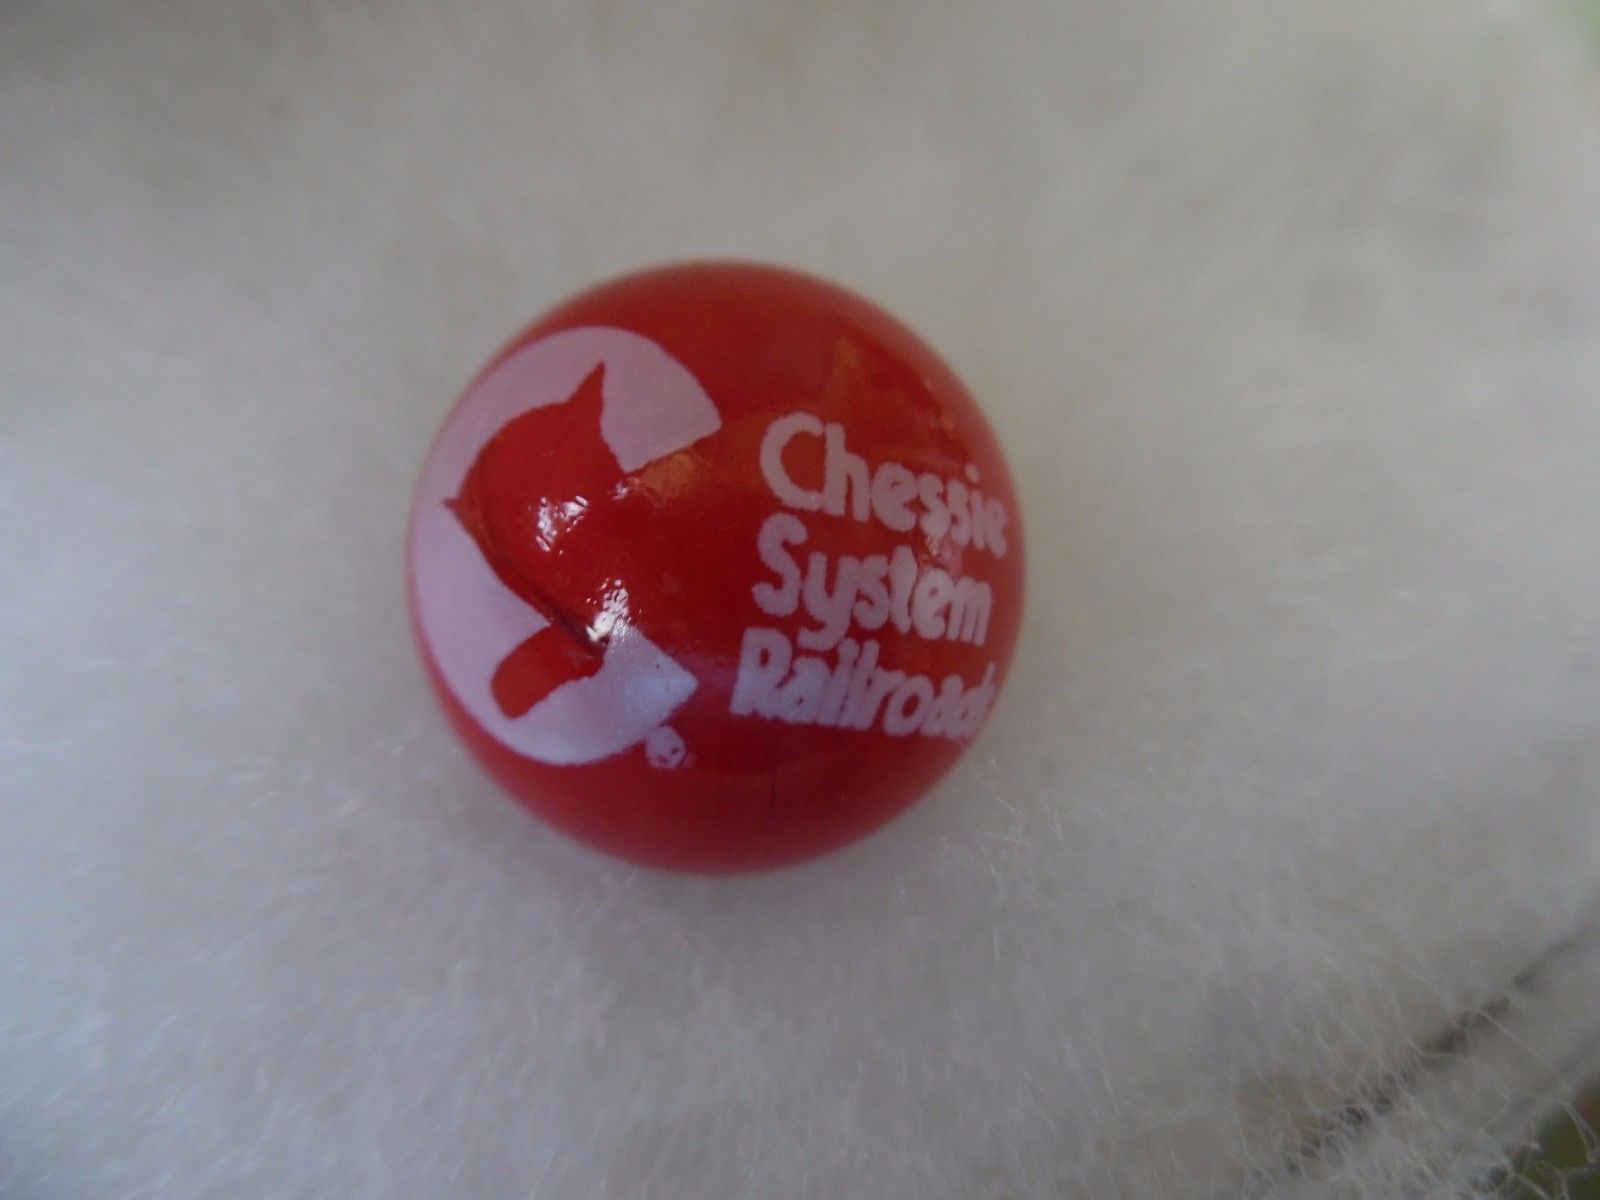 Chessie
System
Railroads
®